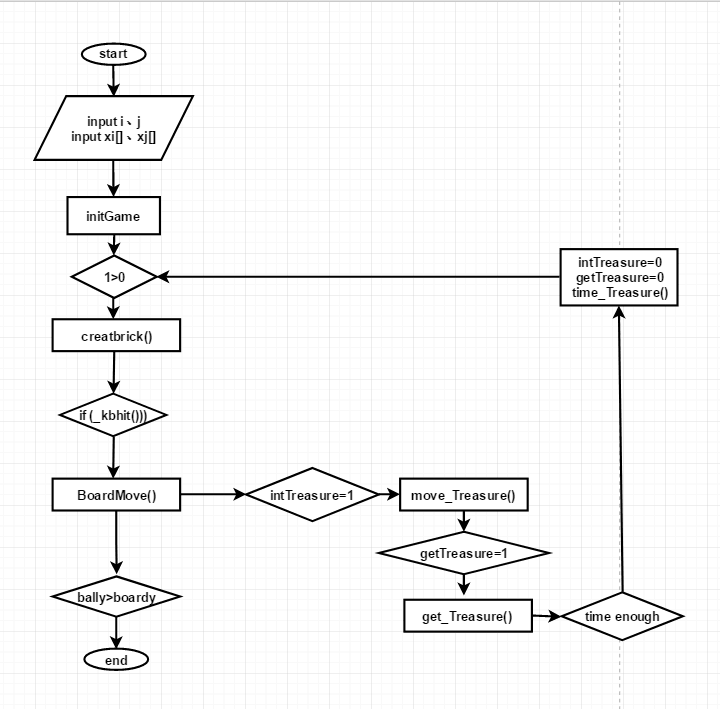 start
input i、j
input xi[]、xj[]
initGame
1>0
intTreasure=0
getTreasure=0
time_Treasure()
creatbrick()
if (_kbhit()))
BoardMove()
intTreasure=1
move_Treasure()
getTreasure=1
get_Treasure()
time enough
bally>boardy
end